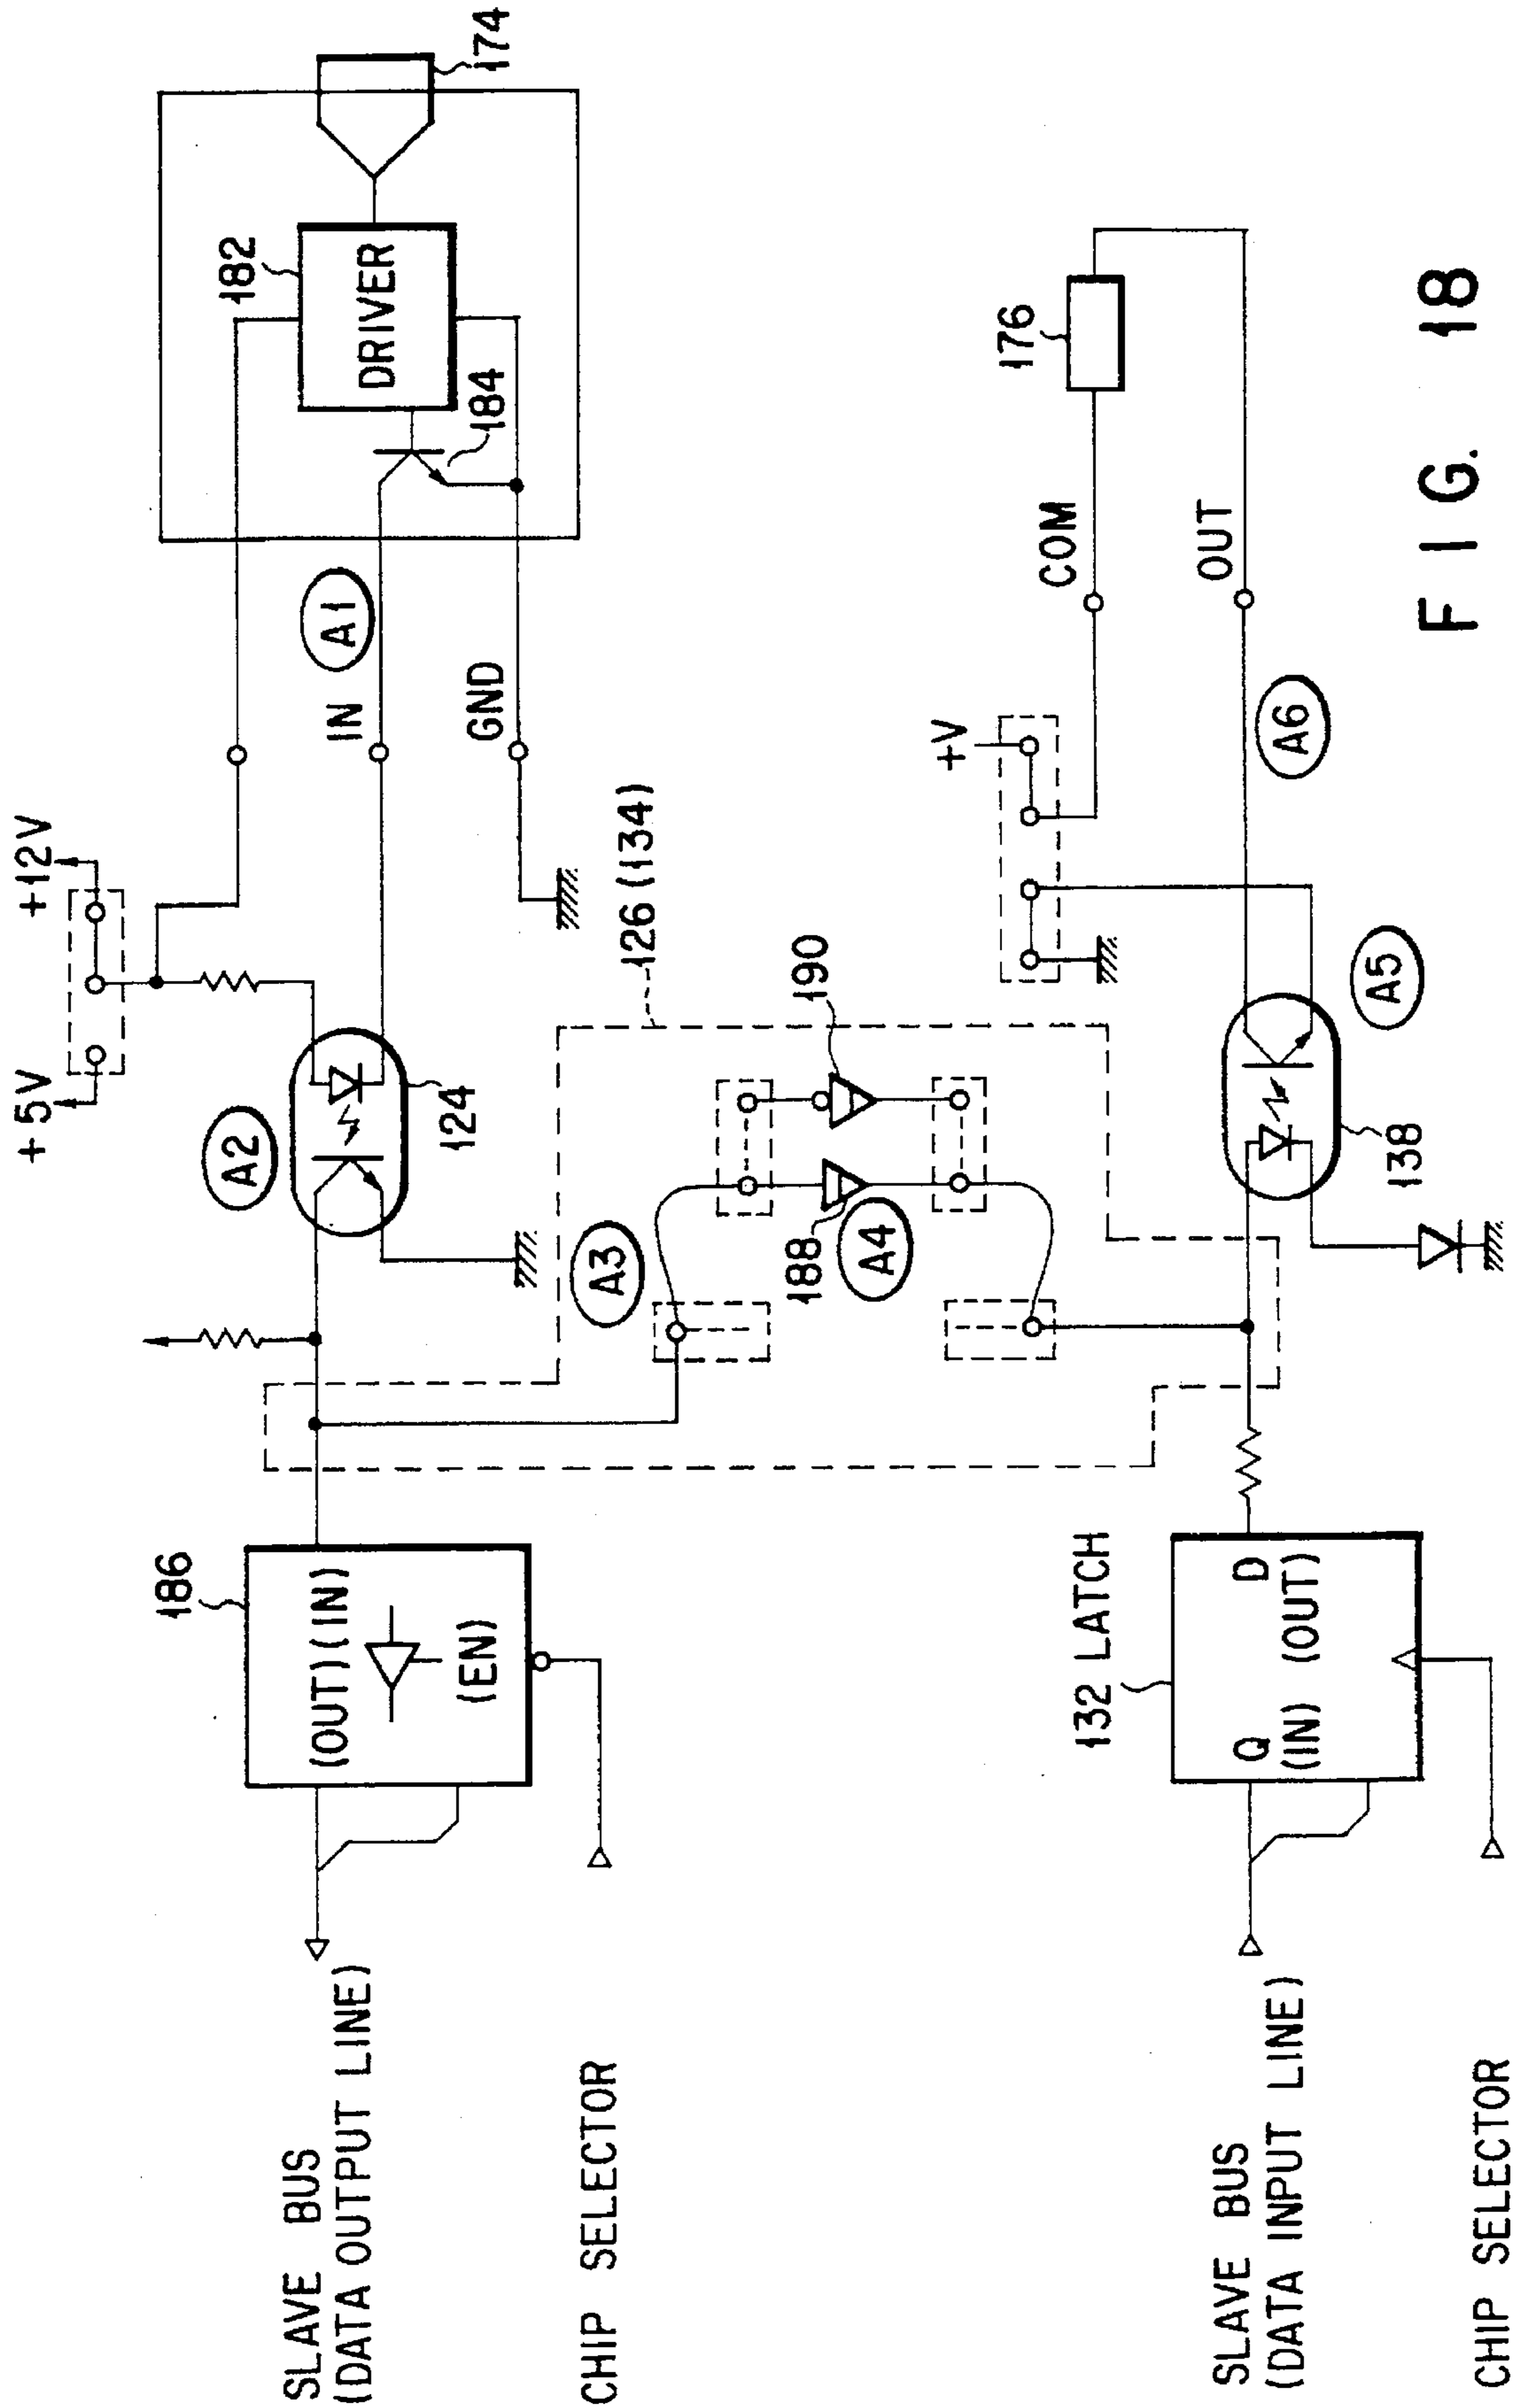 +5V
+12V
182
174
DRIVER
184
A1
IN
GND
A2
124
186
(OUT)(IN)
(EN)
SLAVE BUS
(DATA OUTPUT LINE)
CHIP SELECTOR
126(134)
A3
188
A4
190
+V
COM
176
OUT
A6
A5
138
132 LATCH
Q D
(IN) (OUT)
SLAVE BUS
(DATA INPUT LINE)
CHIP SELECTOR
FIG. 18